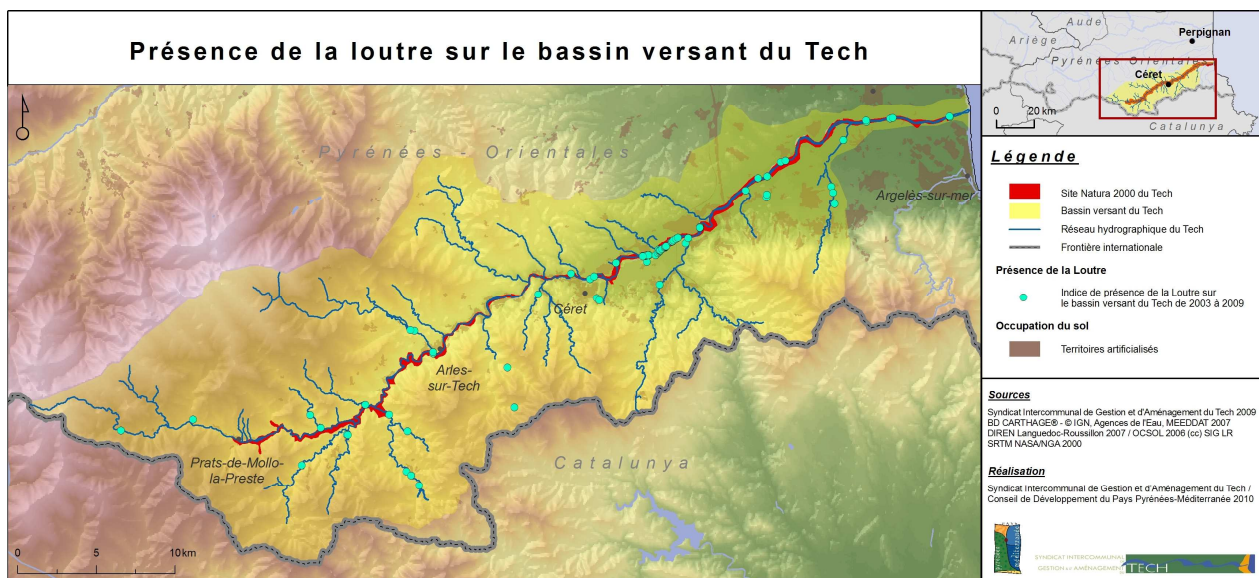 Présence de la loutre sur le bassin versant du Tech
Aude
Ariège
Perpignan
Pyrénées Orientales
Céret
0 20 km
Catalunya
Pyrénées - Orientales
Argelès-sur-mer
Céret
Arles-
sur-Tech
Prats-de-Mollo-
la-Preste
Catalunya
0 5 10km
Légende
Site Natura 2000 du Tech
Bassin versant du Tech
Réseau hydrographique du Tech
Frontière internationale
Présence de la Loutre
Indice de présence de la Loutre sur
le bassin versant du Tech de 2003 à 2009
Occupation du sol
Territoires artificialisés
Sources
Syndicat Intercommunal de Gestion et d'Aménagement du Tech 2009
BD CARTHAGE® - © IGN, Agences de l'Eau, MEEDDAT 2007
DIREN Languedoc-Roussillon 2007 / OCSOL 2006 (cc) SIG LR
SRTM NASA/NGA 2000
Réalisation
Syndicat Intercommunal de Gestion et d'Aménagement du Tech /
Conseil de Développement du Pays Pyrénées-Méditerranée 2010
SYNDICAT INTERCOMMUNAL
GESTION et AMÉNAGEMENT TECH